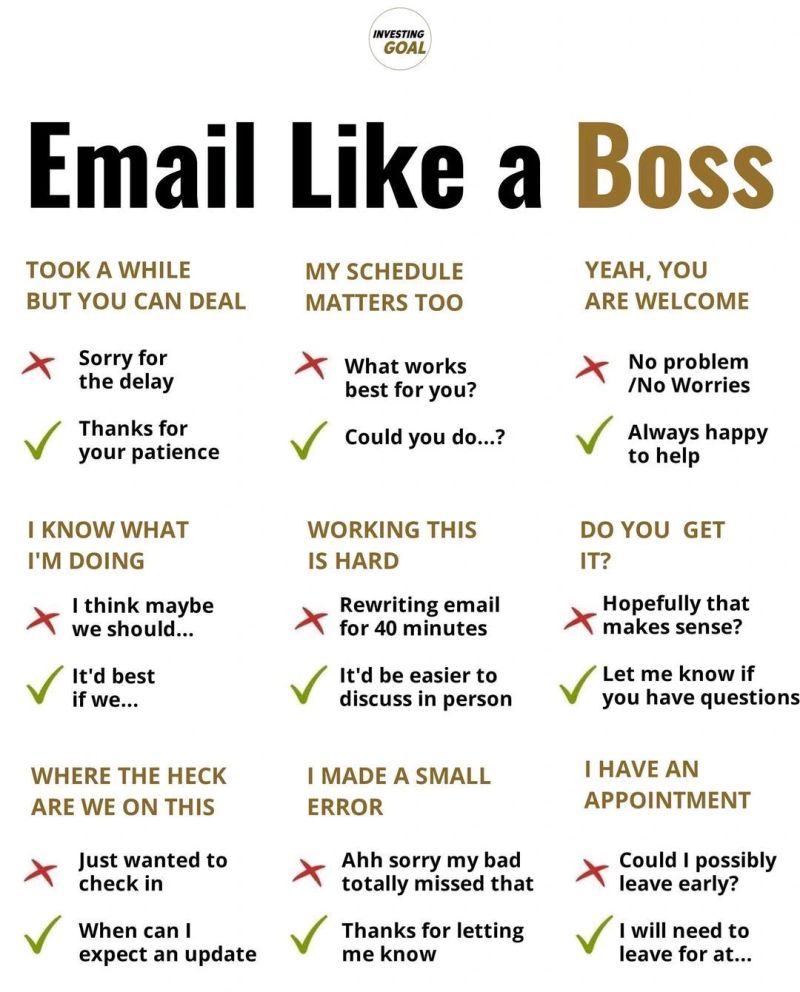 INVESTING
GOAL
Email Like a Boss
TOOK A WHILE
BUT YOU CAN DEAL
Sorry for
the delay
Thanks for
your patience
MY SCHEDULE
MATTERS TOO
What works
best for you?
Could you do...?
YEAH, YOU
ARE WELCOME
No problem
/No Worries
Always happy
to help
I KNOW WHAT
I'M DOING
I think maybe
we should...
It'd best
if we...
WORKING THIS
IS HARD
Rewriting email
for 40 minutes
It'd be easier to
discuss in person
DO YOU GET
IT?
Hopefully that
makes sense?
Let me know if
you have questions
WHERE THE HECK
ARE WE ON THIS
Just wanted to
check in
When can I
expect an update
I MADE A SMALL
ERROR
Ahh sorry my bad
totally missed that
Thanks for letting
me know
I HAVE AN
APPOINTMENT
Could I possibly
leave early?
I will need to
leave for at...